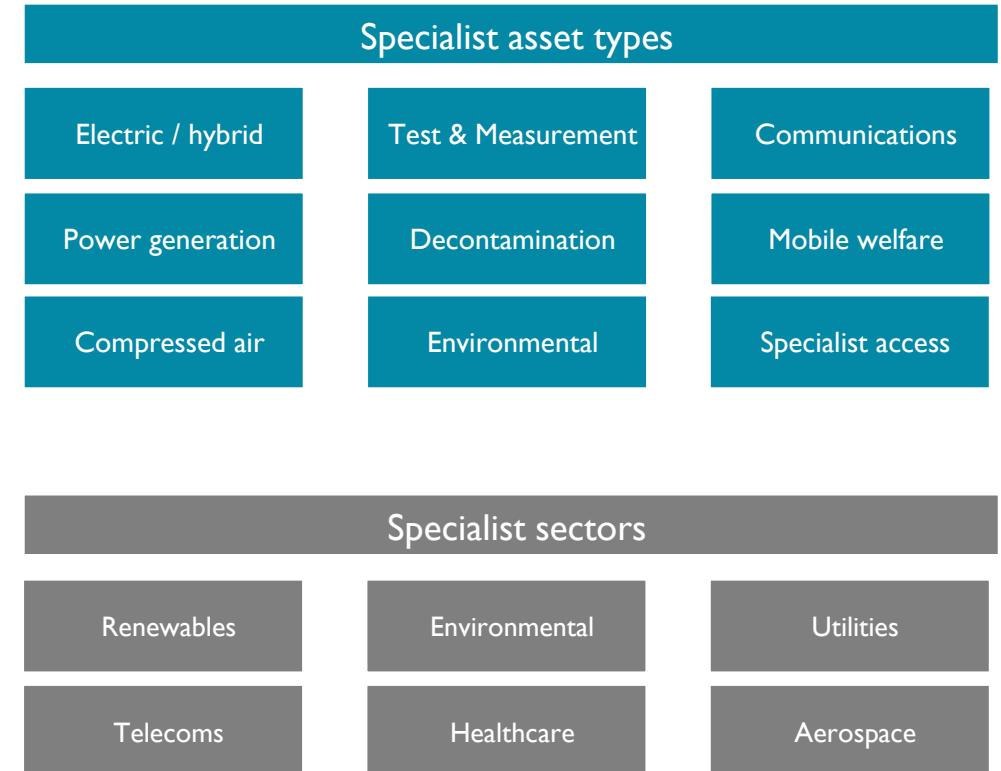 Specialist asset types
Electric / hybrid
Test & Measurement
Communications
Power generation
Decontamination
Mobile welfare
Compressed air
Environmental
Specialist access
Specialist sectors
Renewables
Environmental
Utilities
Telecoms
Healthcare
Aerospace